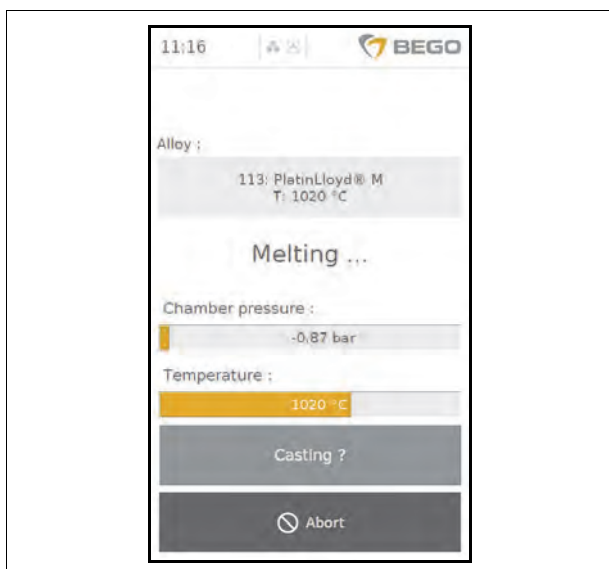 11:16
BEGO
Alloy :
113: PlatinLloyd® M
T: 1020 °C
Melting ...
Chamber pressure :
-0.87 bar
Temperature :
1020 °C
Casting ?
Abort